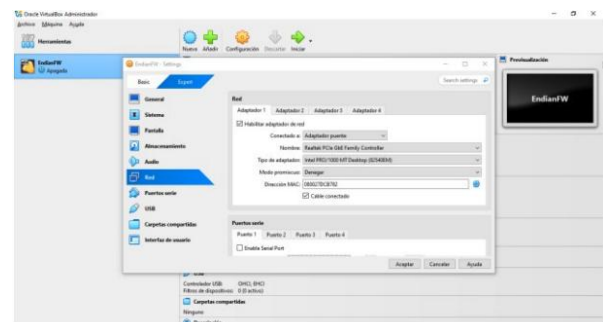 Oracle VirtualBox Administrador
Archivo Máquina Ayuda
Herramientas
Nueva Añadir Configuración Descartar Iniciar
EndianFW
Apagada
Previsualización
EndianFW
EndianFW - Settings
Basic Expert
Search settings
General
Sistema
Pantalla
Almacenamiento
Audio
Red
Puertos serie
USB
Carpetas compartidas
Interfaz de usuario
Red
Adaptador 1 Adaptador 2 Adaptador 3 Adaptador 4
Habilitar adaptador de red
Conectado a: Adaptador puente
Nombre: Realtek PCIe GbE Family Controller
Tipo de adaptador: Intel PRO/1000 MT Desktop (82540EM)
Modo promiscuo: Denegar
Dirección MAC:
Cable conectado
Puertos serie
Puerto 1 Puerto 2 Puerto 3 Puerto 4
Enable Serial Port
Aceptar Cancelar Ayuda
USB
Controlador USB: OHCI, EHCI
Filtros de dispositivos: 0 (0 activo)
Carpetas compartidas
Ninguno